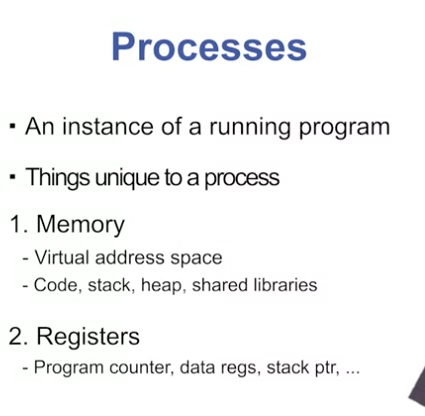 Processes
▪ An instance of a running program
▪ Things unique to a process
1. Memory
- Virtual address space
- Code, stack, heap, shared libraries
2. Registers
- Program counter, data regs, stack ptr, ...